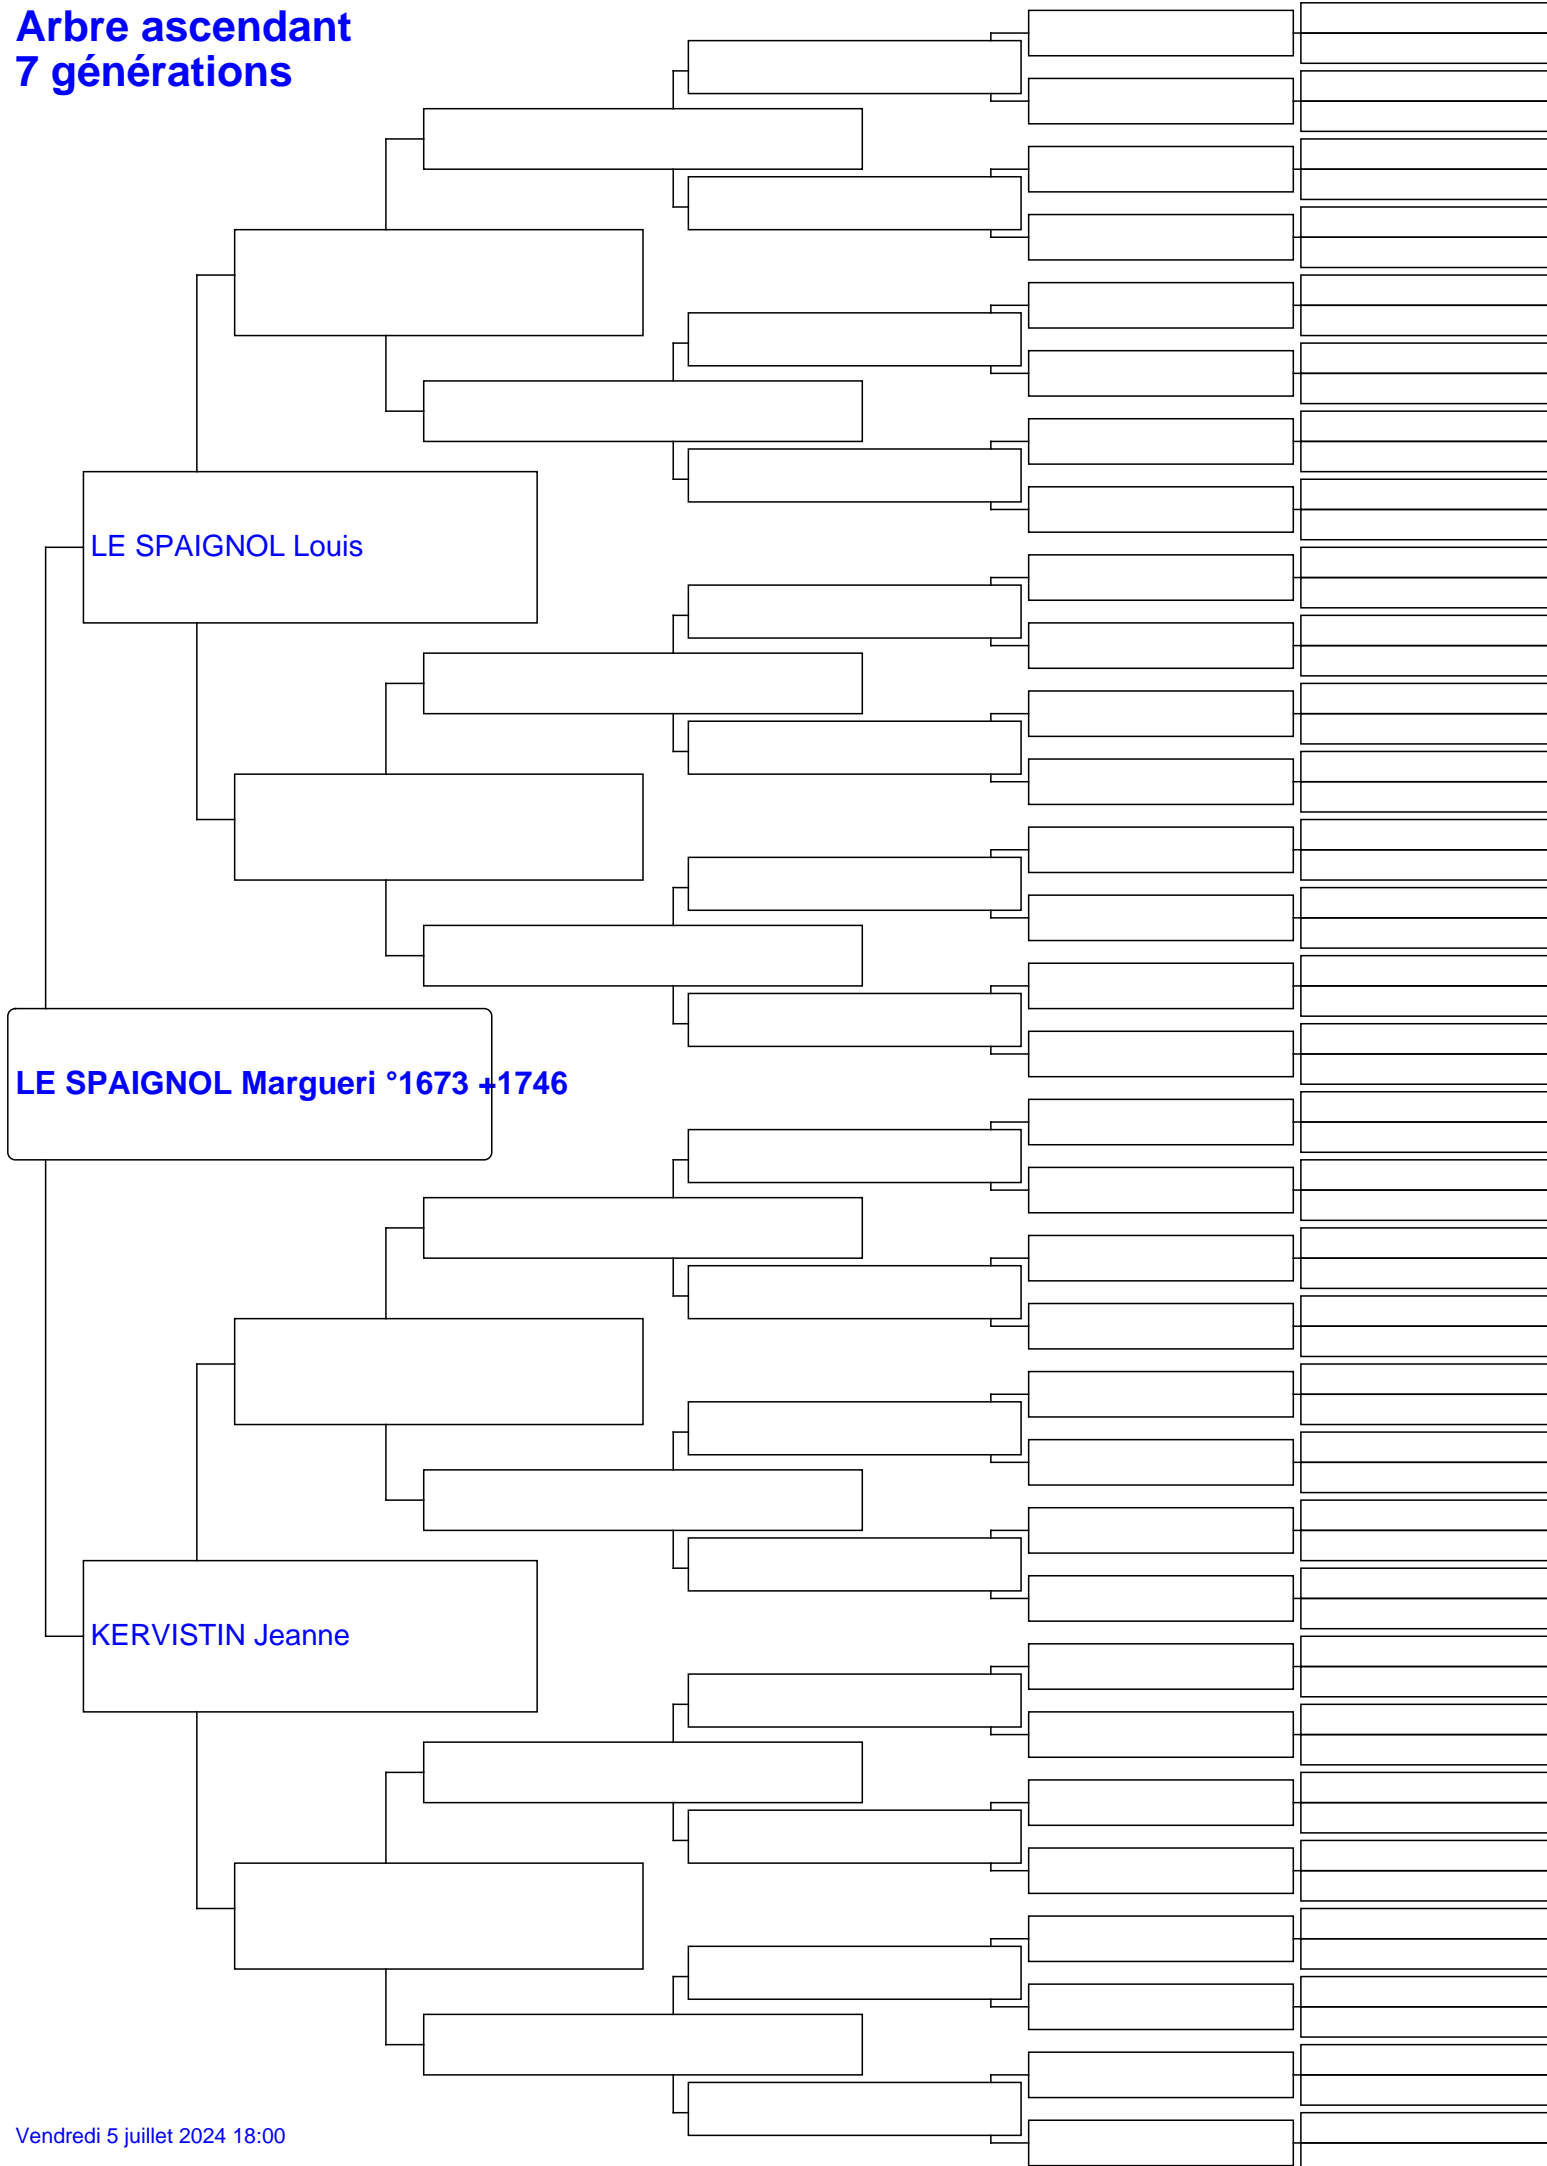 Arbre ascendant
7 générations
LE SPAIGNOL Louis
LE SPAIGNOL Margueri °1673 +1746
KERVISTIN Jeanne
Vendredi 5 juillet 2024 18:00